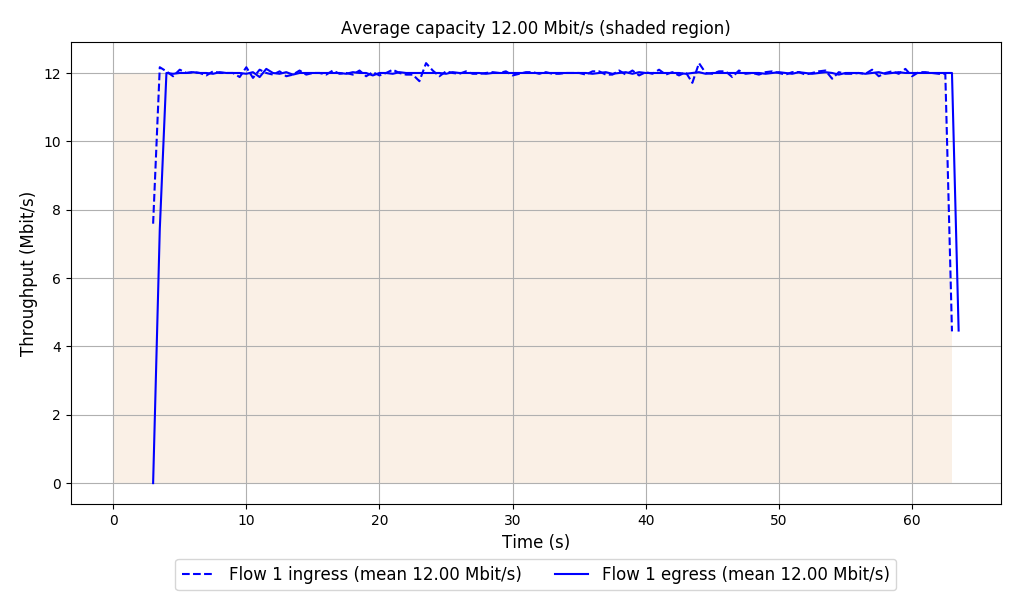 Average capacity 12.00 Mbit/s (shaded region)
Throughput (Mbit/s)
12
10
8
6
4
2
0
0 10 20 30 40 50 60
Time (s)
Flow 1 ingress (mean 12.00 Mbit/s) Flow 1 egress (mean 12.00 Mbit/s)